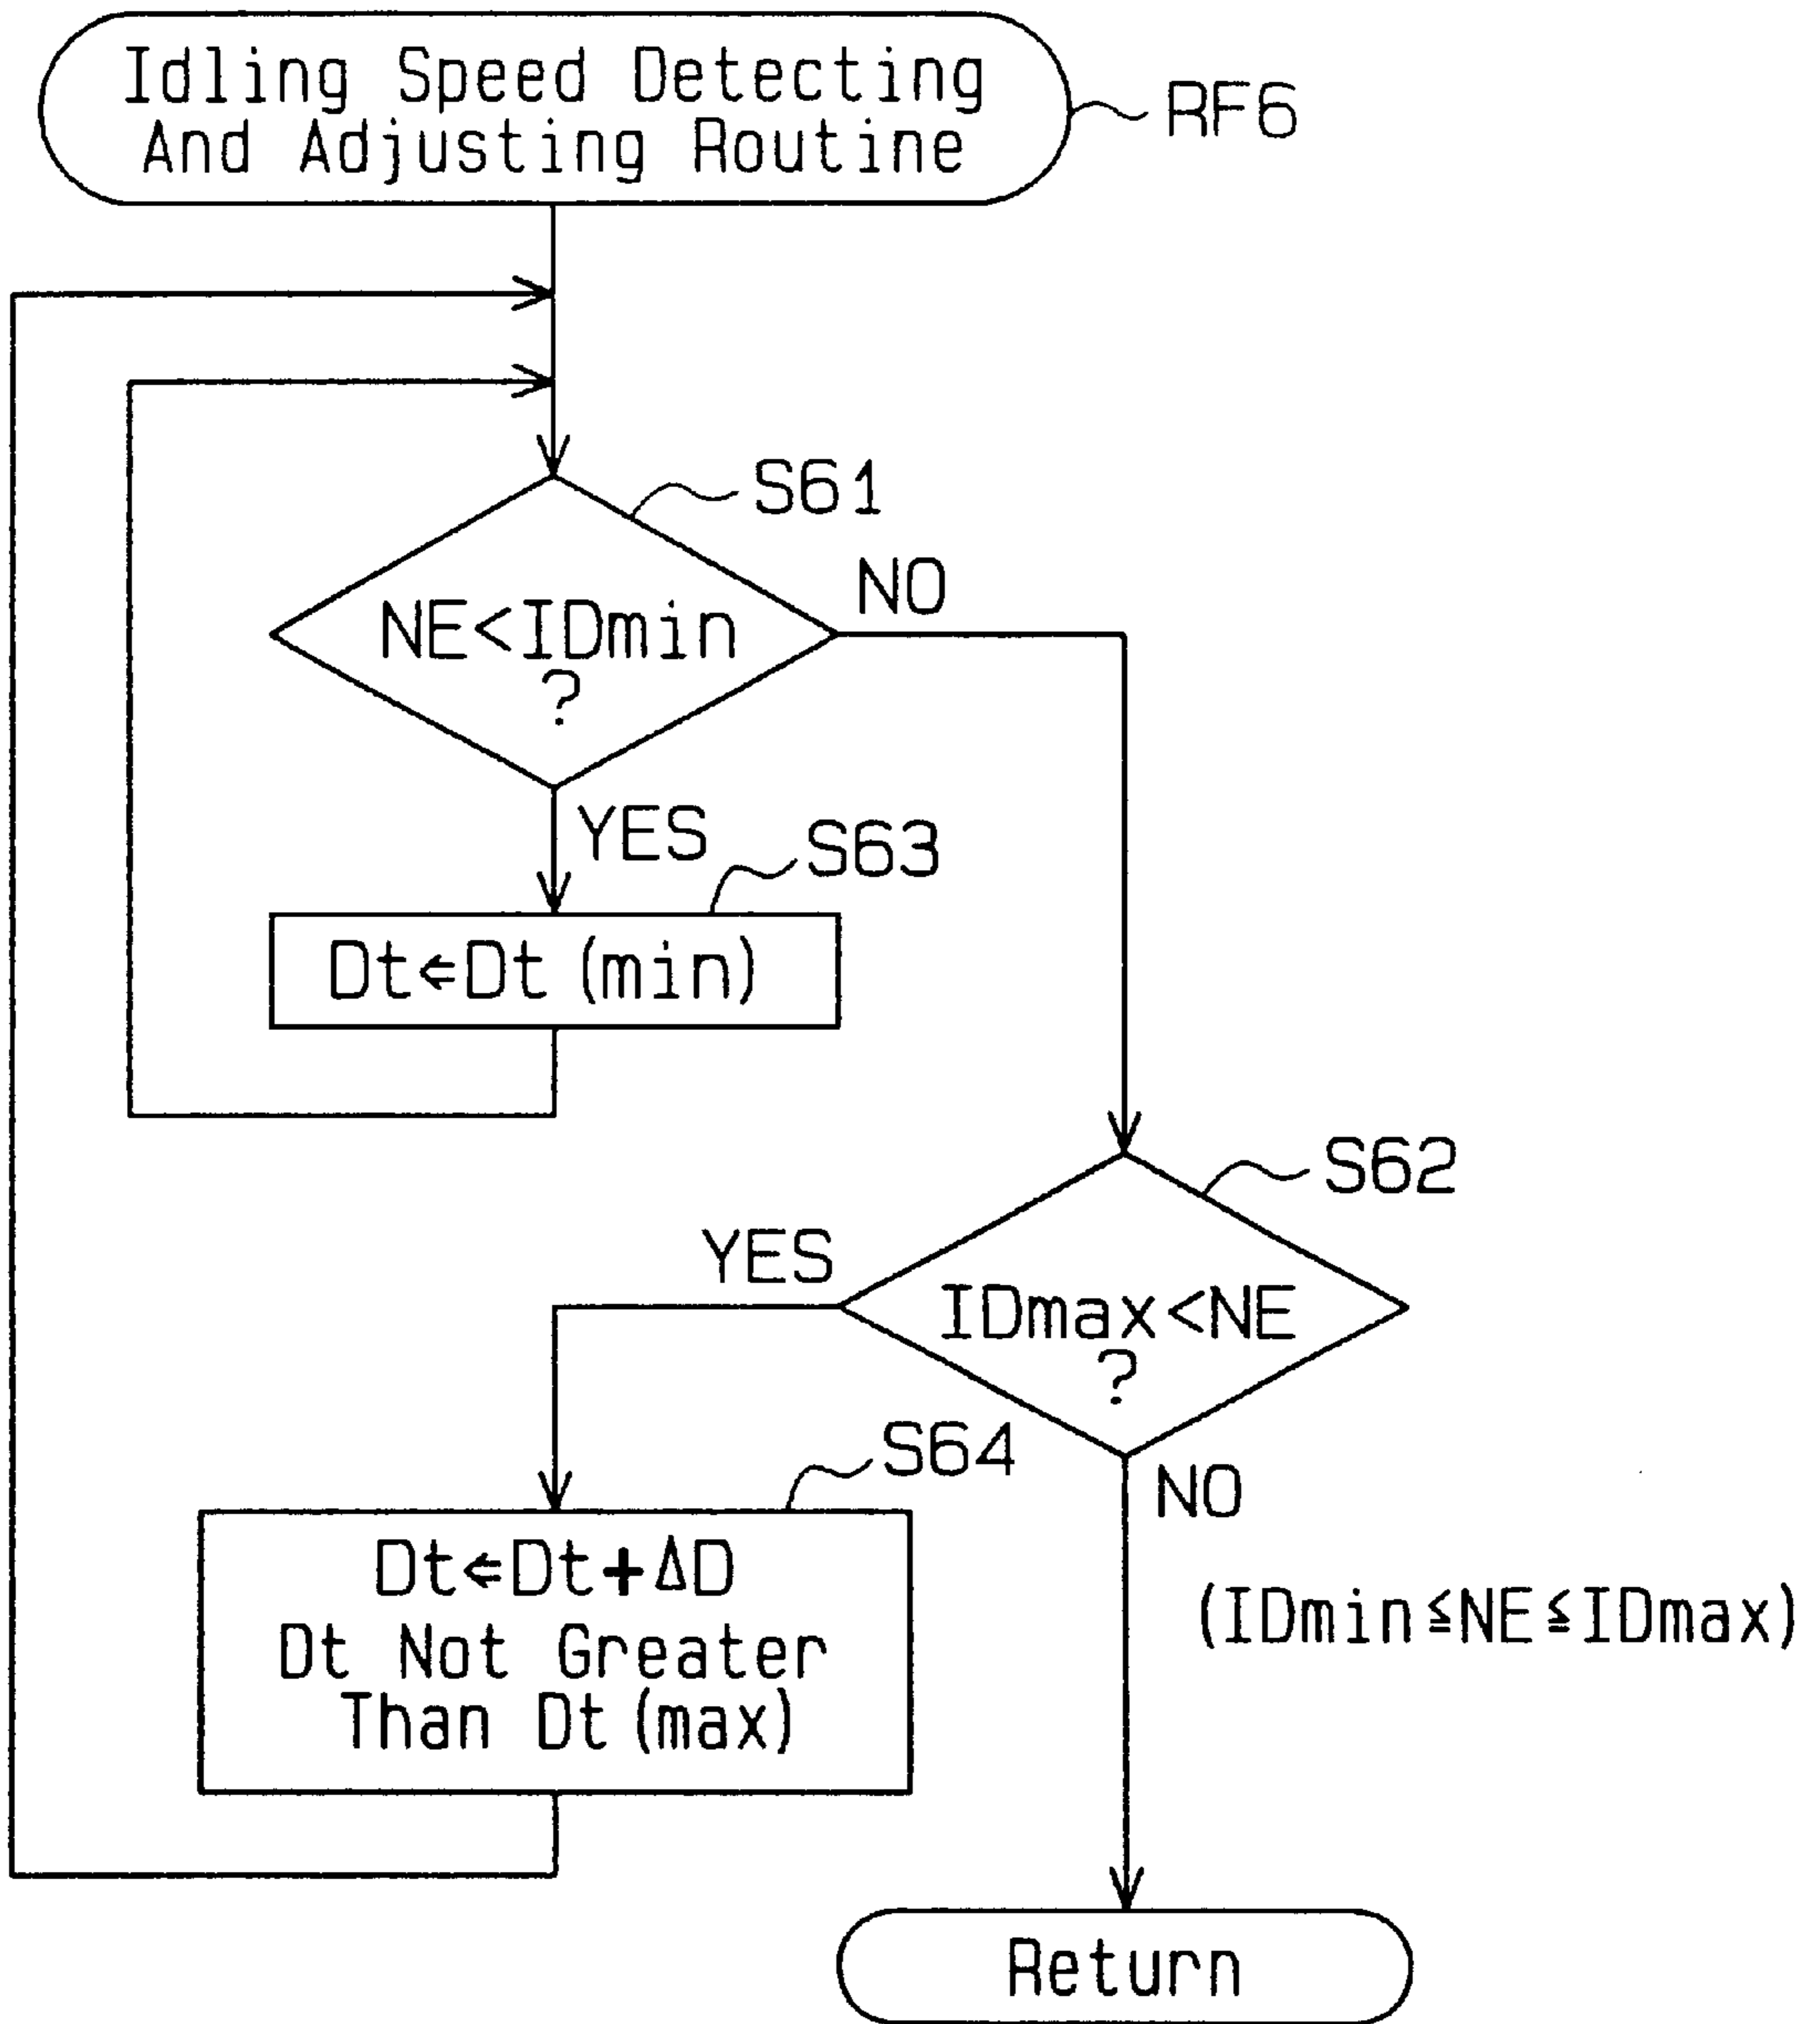 Idling Speed Detecting
And Adjusting Routine
RF6
S61
NO
NE<IDmin
?
YES
S63
Dt⇐Dt (min)
S62
YES
IDmax<NE
?
S64
NO
Dt⇐Dt+ΔD
Dt Not Greater
Than Dt (max)
(IDmin≦NE≦IDmax)
Return